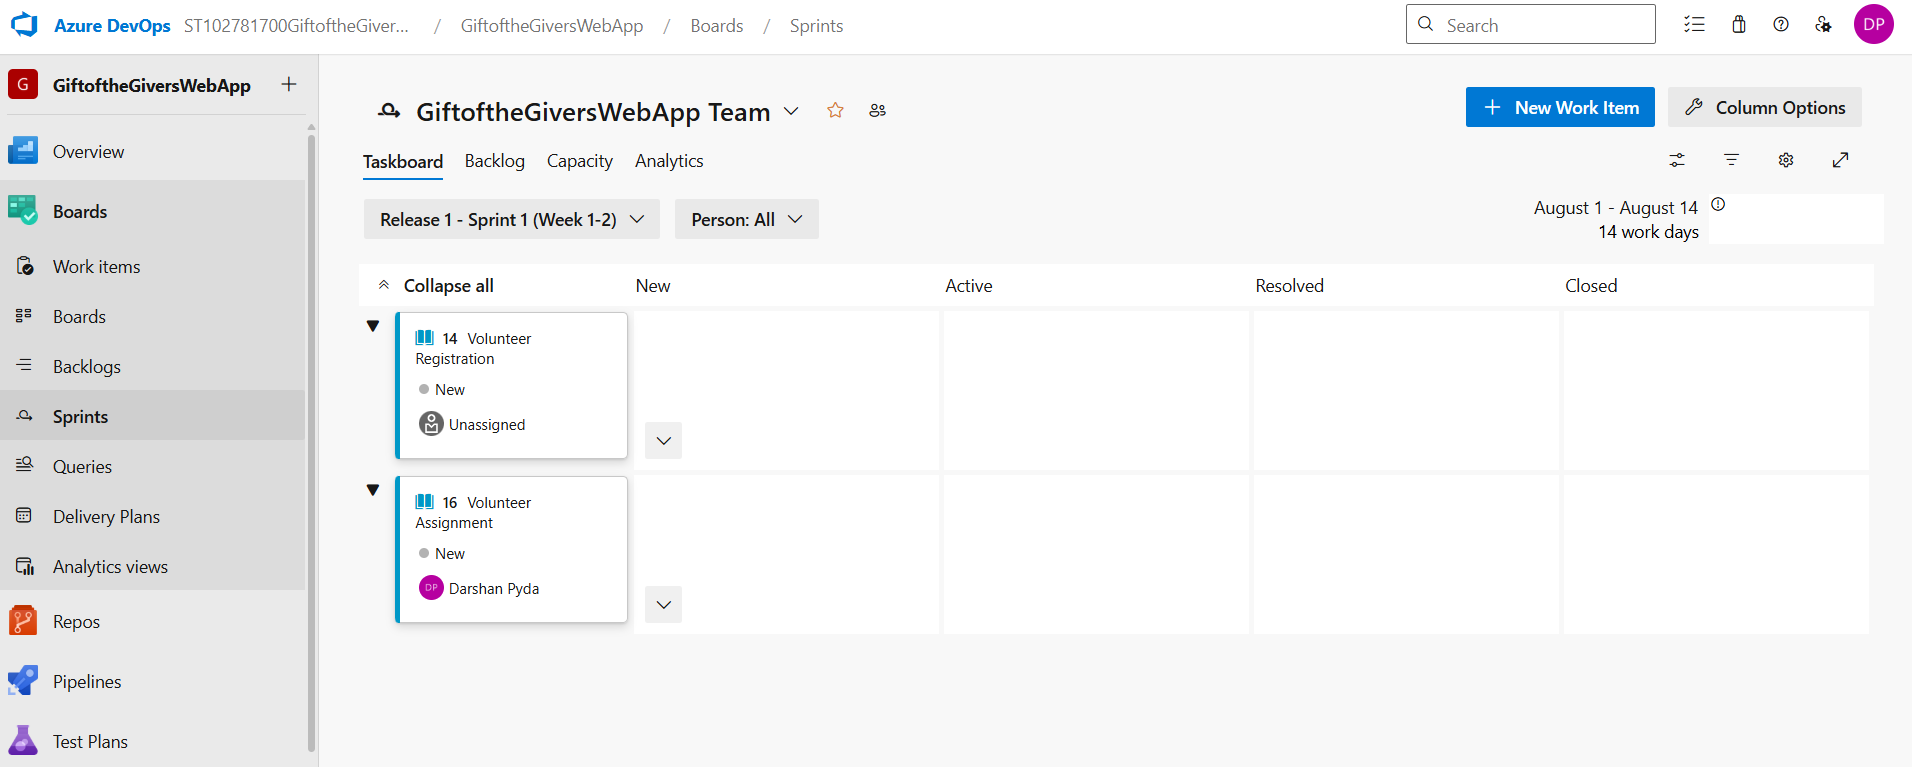 Azure DevOps ST102781700GiftoftheGiver... / GiftoftheGiversWebApp / Boards / Sprints
Search
DP
G GiftoftheGiversWebApp
Overview
Boards
Work items
Boards
Backlogs
Sprints
Queries
Delivery Plans
Analytics views
Repos
Pipelines
Test Plans
GiftoftheGiversWebApp Team
New Work Item
Column Options
Taskboard Backlog Capacity Analytics
Release 1 - Sprint 1 (Week 1-2)
Person: All
August 1 - August 14
14 work days
Collapse all New Active Resolved Closed
14 Volunteer
Registration
New
Unassigned
16 Volunteer
Assignment
New
DP Darshan Pyda